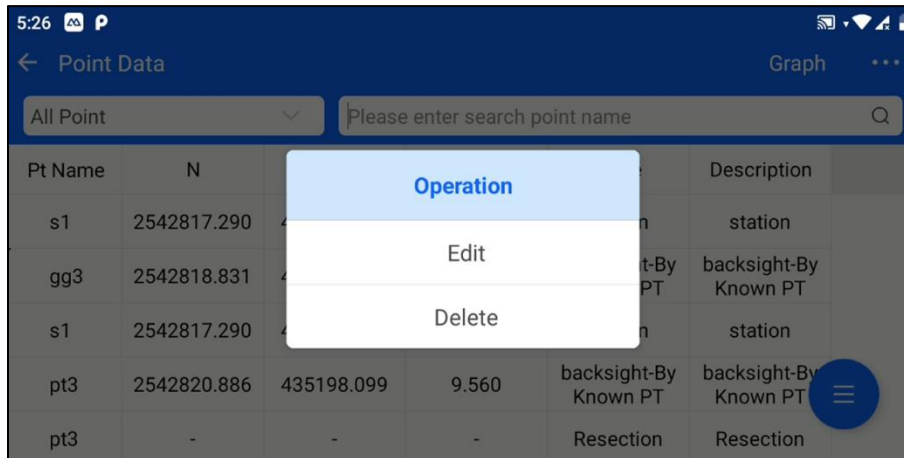 5:26
Point Data
Graph
All Point
Please enter search point name
Pt Name N Description
Operation
Edit
Delete
s1 2542817.290 station
gg3 2542818.831 backsight-By
Known PT
s1 2542817.290 station
pt3 2542820.886 435198.099 9.560 backsight-By backsight-By
Known PT Known PT
pt3 - - - Resection Resection